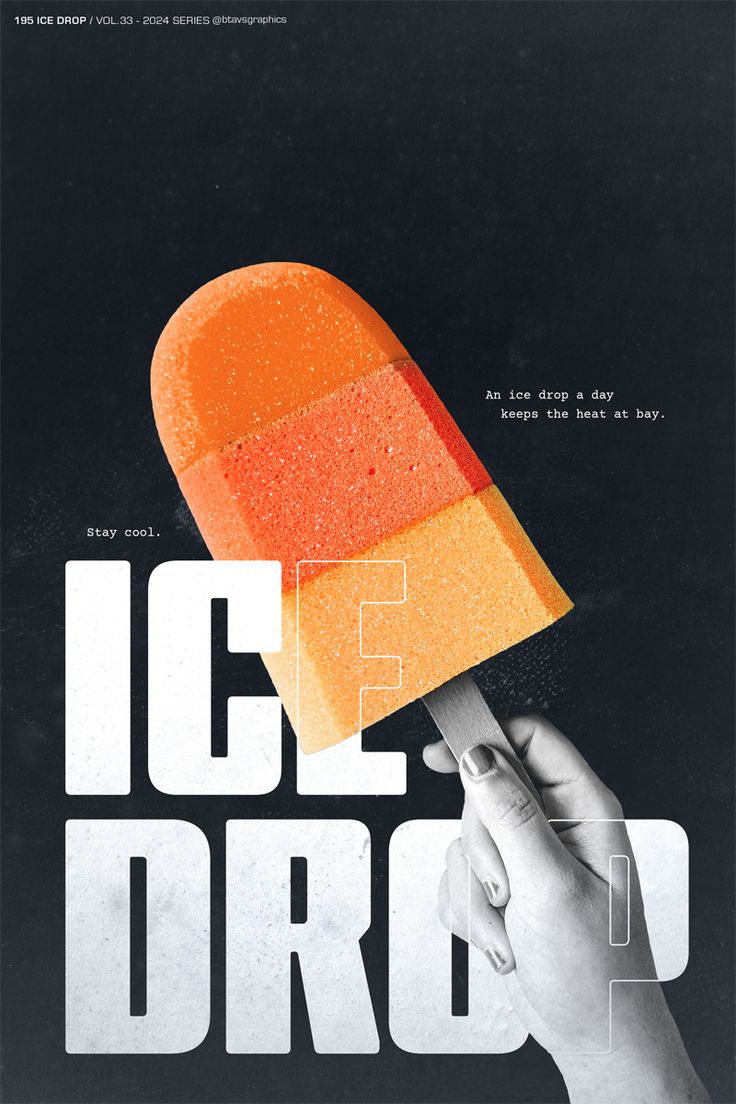 195 ICE DROP / VOL.33 - 2024 SERIES @btavsgraphics
An ice drop a day
keeps the heat at bay.
Stay cool.
ICE
DROP